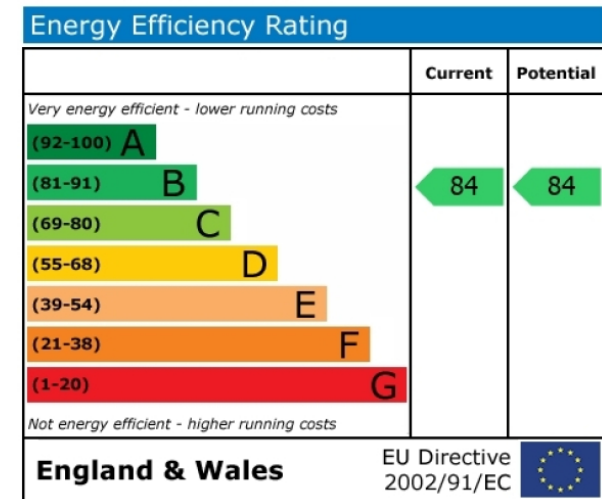 Energy Efficiency Rating
Current Potential
Very energy efficient - lower running costs
(92-100) A
(81-91) B 84 84
(69-80) C
(55-68) D
(39-54) E
(21-38) F
(1-20) G
Not energy efficient - higher running costs
England & Wales
EU Directive
2002/91/EC